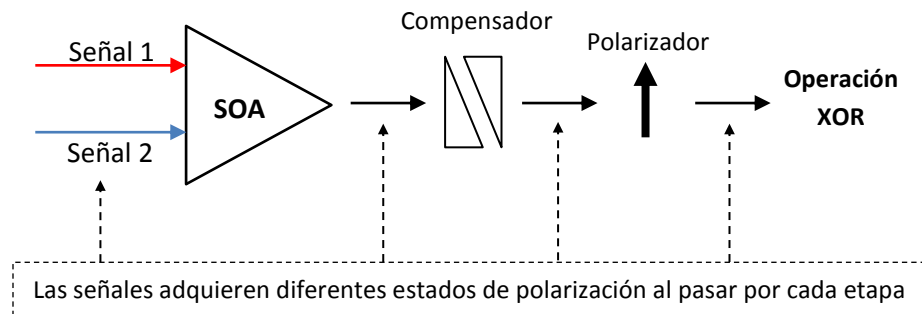 Compensador
Señal 1
Polarizador
SOA
Operación
XOR
Señal 2
Las señales adquieren diferentes estados de polarización al pasar por cada etapa